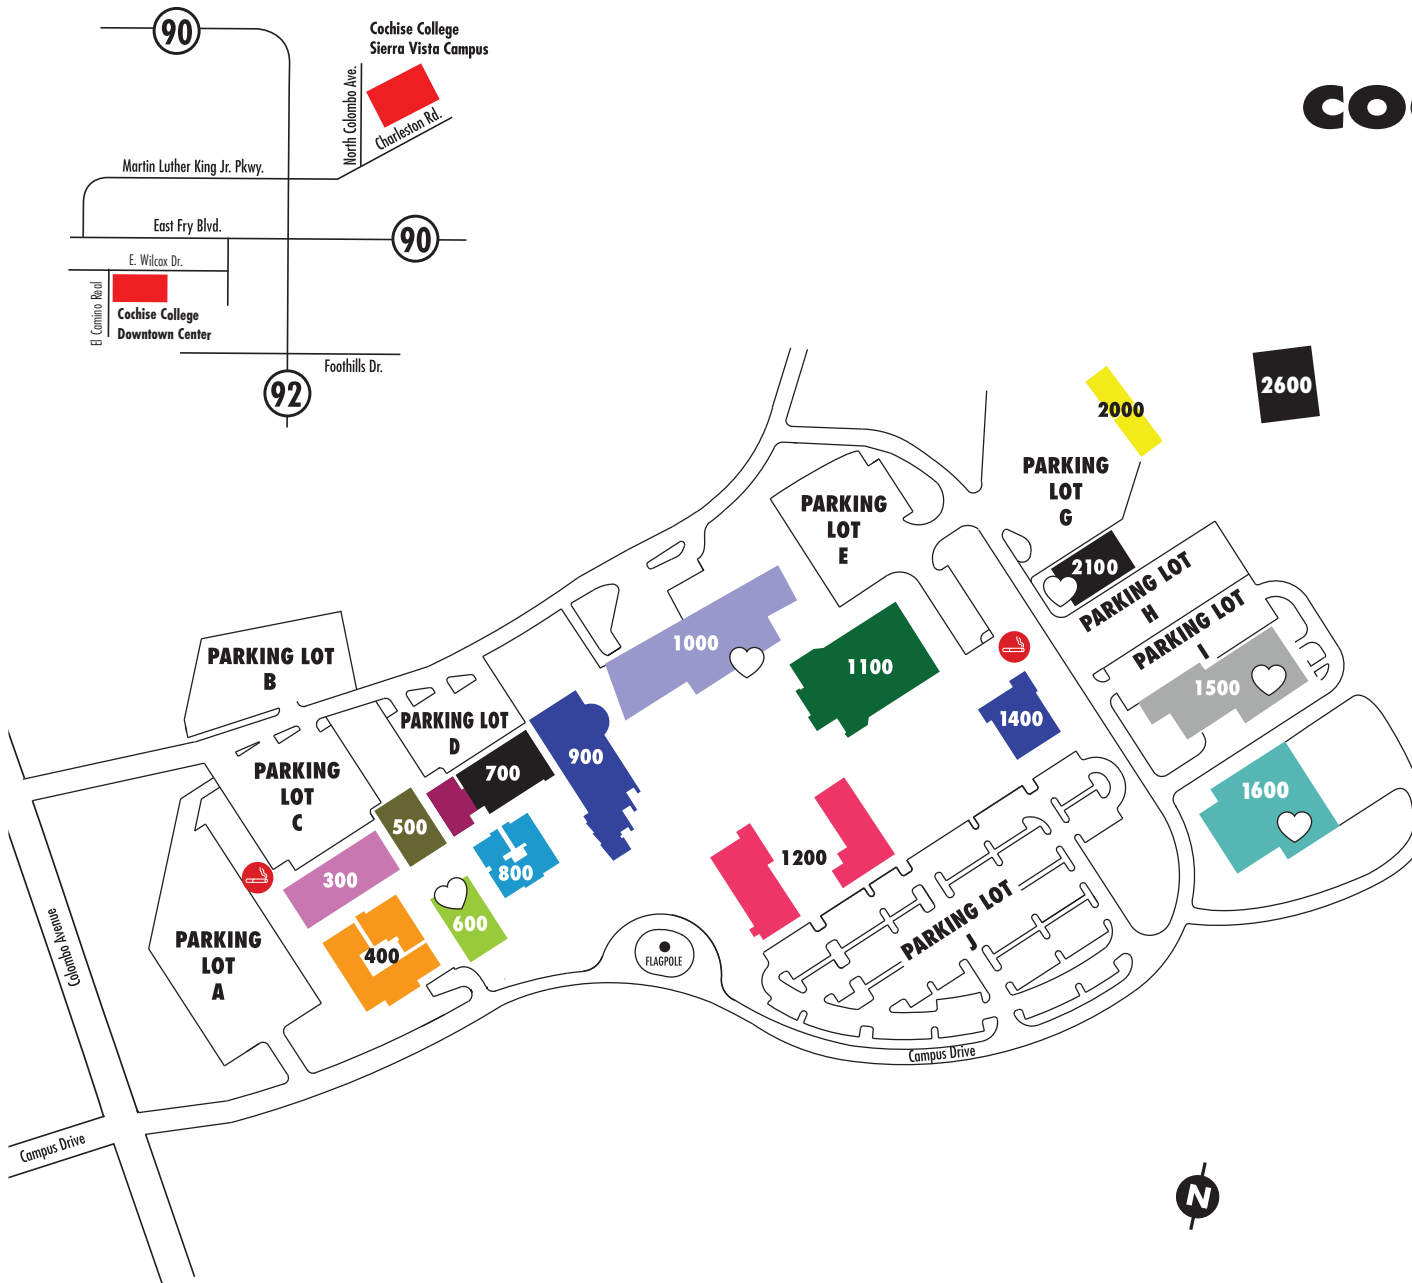 90
Cochise College
Sierra Vista Campus
North Colombo Ave.
Charleston Rd.
Martin Luther King Jr. Pkwy.
East Fry Blvd.
90
E. Wilcox Dr.
El Camino Real
Cochise College
Downtown Center
Foothills Dr.
92
2600
2000
PARKING
LOT
G
PARKING
LOT
E
2100
PARKING LOT
H
PARKING LOT
I
1000
1100
1500
PARKING LOT
B
1400
PARKING LOT
D
900
700
PARKING
LOT
C
1600
500
1200
800
300
600
PARKING LOT
J
400
PARKING
LOT
A
FLAGPOLE
Colombo Avenue
Campus Drive
Campus Drive
N